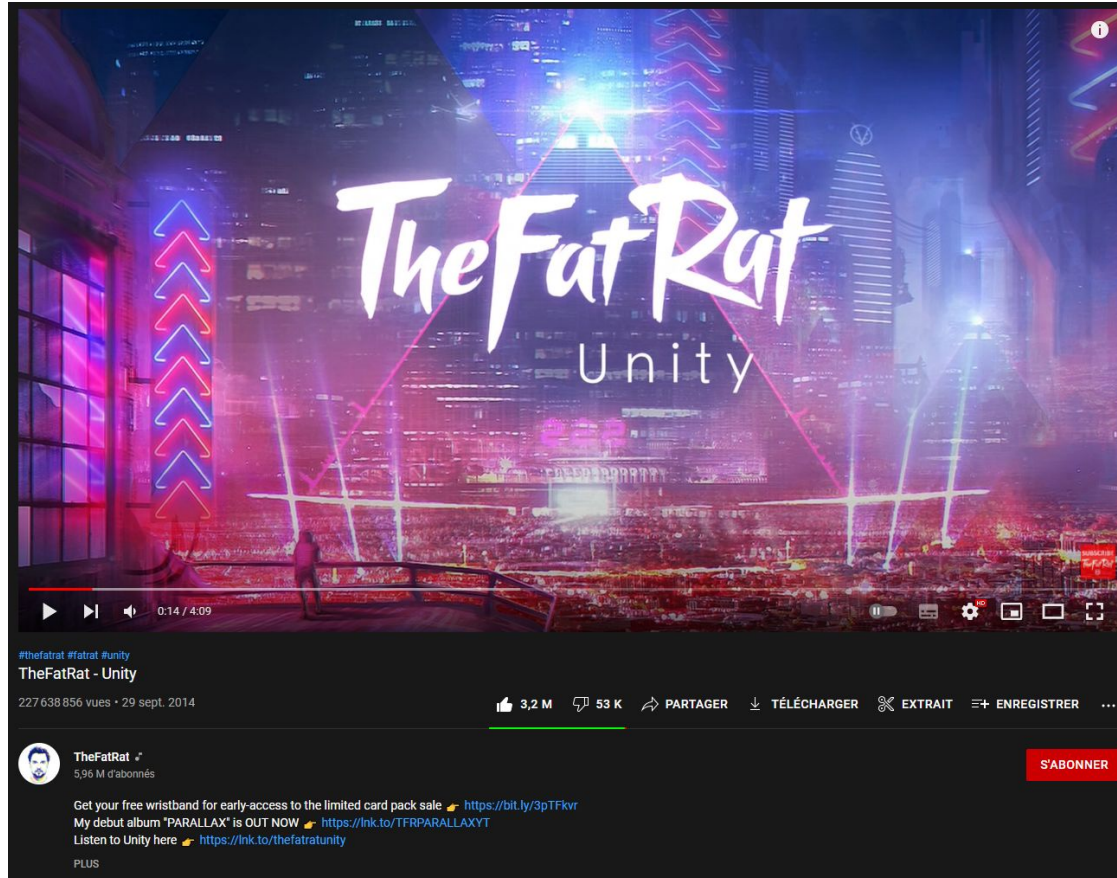 TheFatRat
Unity
SUBSCRIBE
TheFatRat
0:14 / 4:09
HD
#thefatrat #fatrat #unity
TheFatRat - Unity
227 638 856 vues • 29 sept. 2014
3,2 M
53 K
PARTAGER
TÉLÉCHARGER
EXTRAIT
ENREGISTRER
TheFatRat
5,96 M d'abonnés
S'ABONNER
Get your free wristband for early-access to the limited card pack sale 👉 https://bit.ly/3pTFkvr
My debut album "PARALLAX" is OUT NOW 👉 https://lnk.to/TFRPARALLAXYT
Listen to Unity here 👉 https://lnk.to/thefatratunity
PLUS